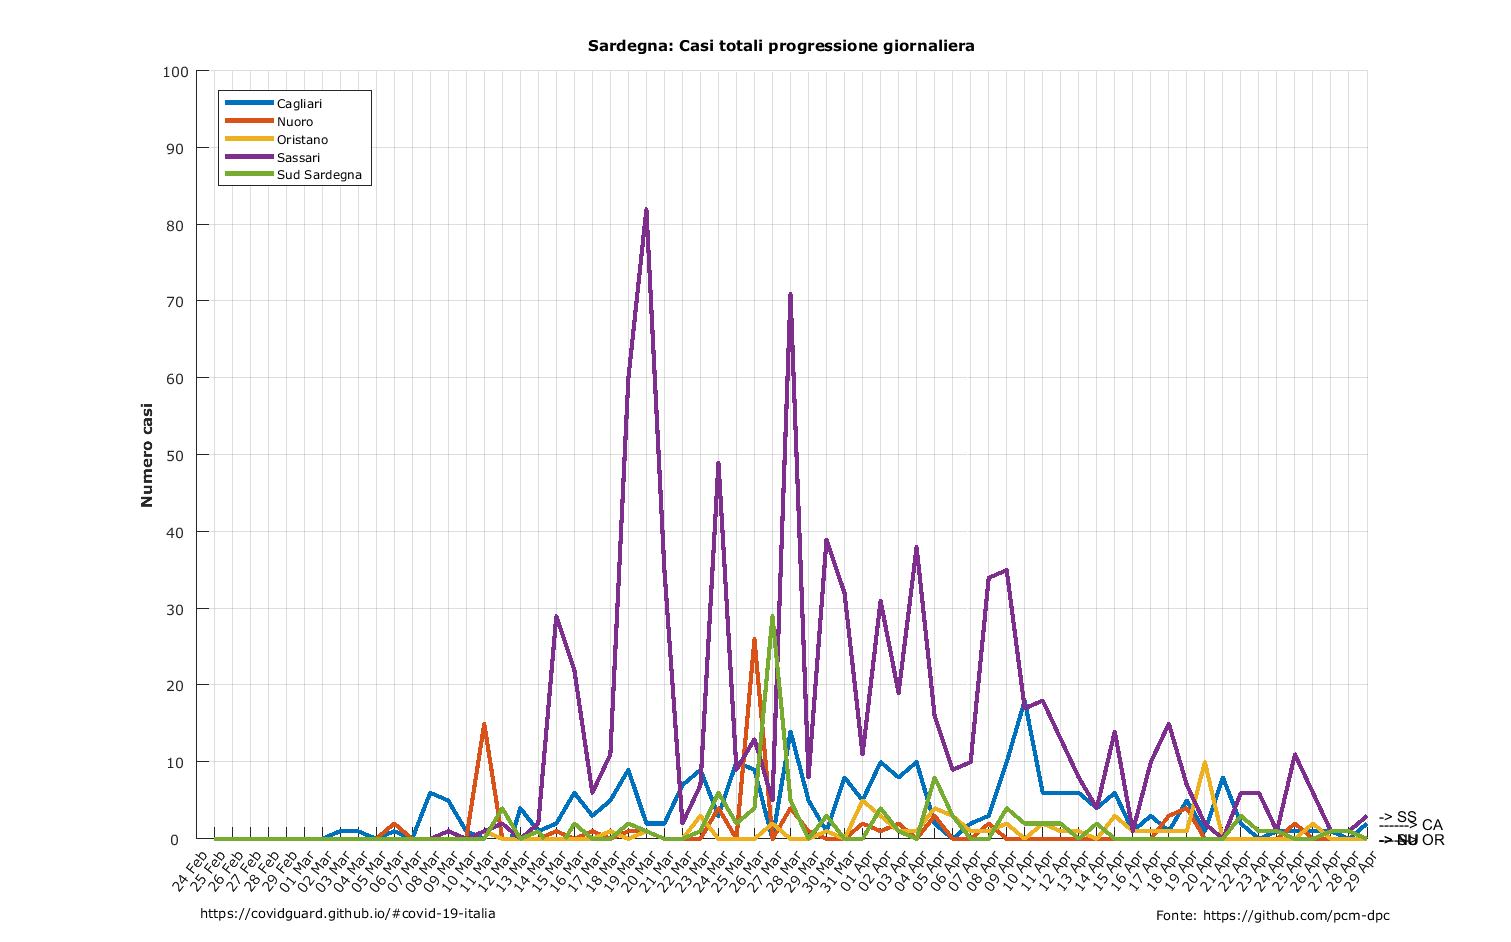 Sardegna: Casi totali progressione giornaliera
Numero casi
100
90
80
70
60
50
40
30
20
10
0
Cagliari
Nuoro
Oristano
Sassari
Sud Sardegna
-> SS
------> CA
OR
24 Feb
25 Feb
26 Feb
27 Feb
28 Feb
29 Feb
01 Mar
02 Mar
03 Mar
04 Mar
05 Mar
06 Mar
07 Mar
08 Mar
09 Mar
10 Mar
11 Mar
12 Mar
13 Mar
14 Mar
15 Mar
16 Mar
17 Mar
18 Mar
19 Mar
20 Mar
21 Mar
22 Mar
23 Mar
24 Mar
25 Mar
26 Mar
27 Mar
28 Mar
29 Mar
30 Mar
31 Mar
01 Apr
02 Apr
03 Apr
04 Apr
05 Apr
06 Apr
07 Apr
08 Apr
09 Apr
10 Apr
11 Apr
12 Apr
13 Apr
14 Apr
15 Apr
16 Apr
17 Apr
18 Apr
19 Apr
20 Apr
21 Apr
22 Apr
23 Apr
24 Apr
25 Apr
26 Apr
27 Apr
28 Apr
29 Apr
https://covidguard.github.io/#covid-19-italia
Fonte: https://github.com/pcm-dpc